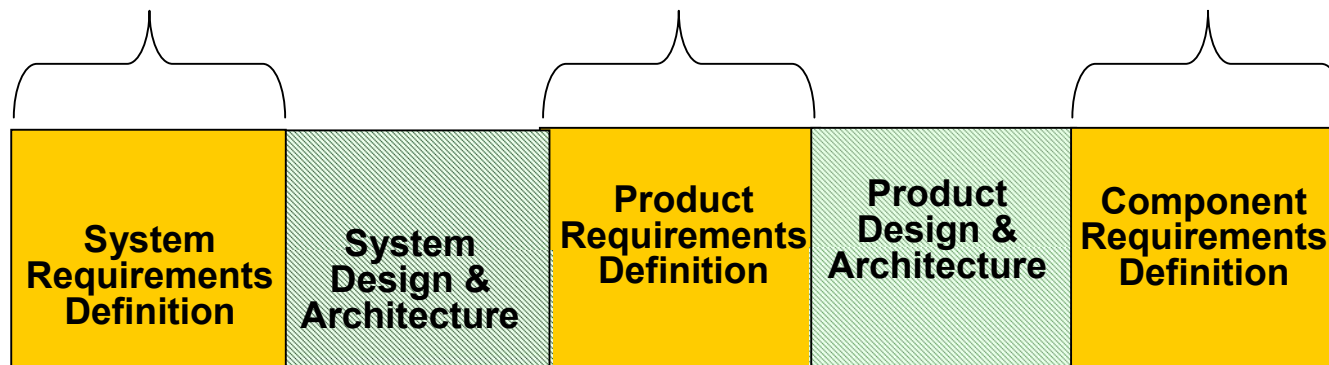 System
Requirements
Definition
System
Design &
Architecture
Product
Requirements
Definition
Product
Design &
Architecture
Component
Requirements
Definition